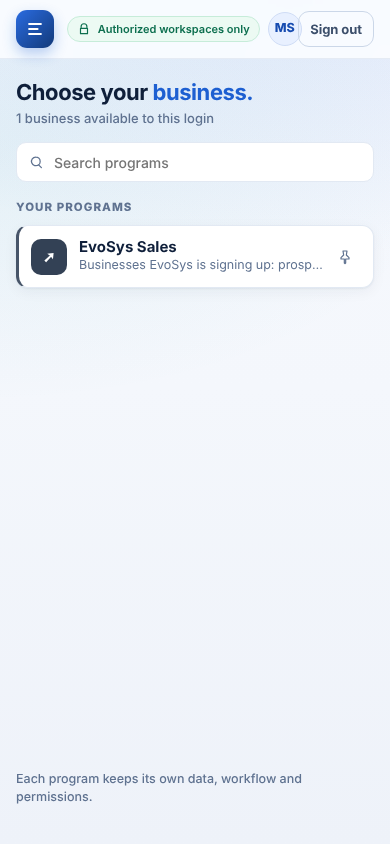 Authorized workspaces only
MS
Sign out
Choose your business.
1 business available to this login
Search programs
YOUR PROGRAMS
EvoSys Sales
Businesses EvoSys is signing up: prosp...
Each program keeps its own data, workflow and
permissions.